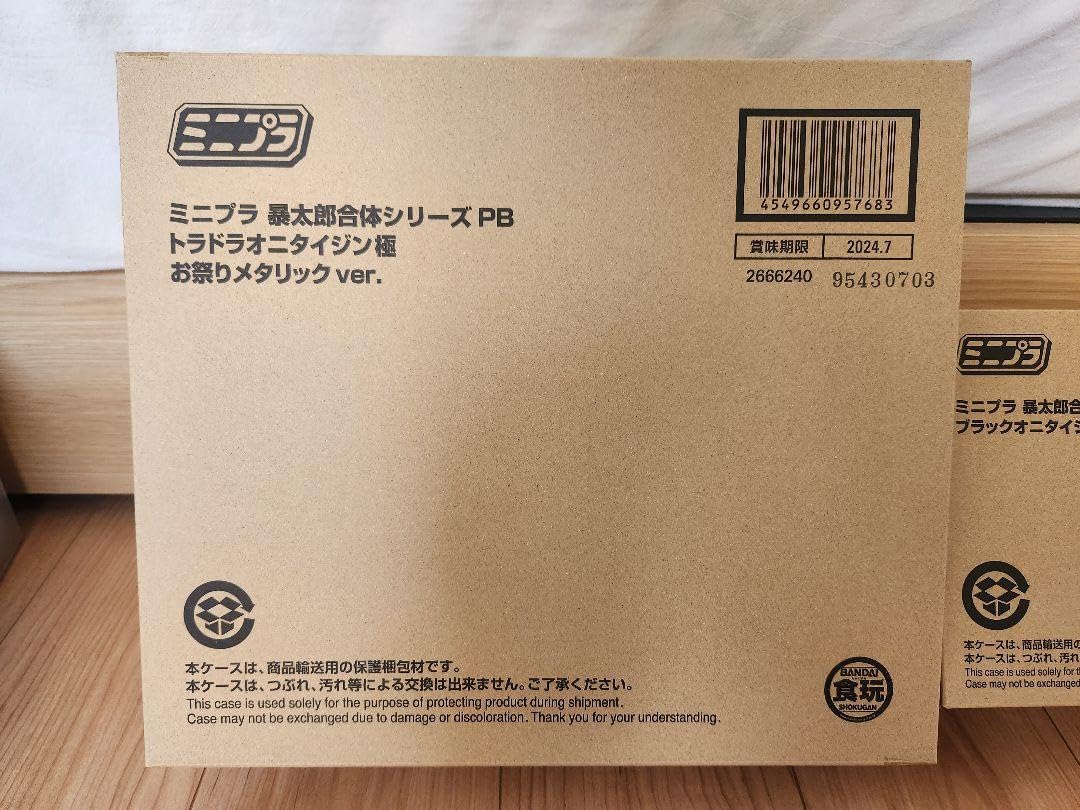 ミニプラ
ミニプラ 暴太郎合体シリーズ PB
トラドラオニタイジン極
お祭りメタリック ver.
4549660957683
賞味期限 2024.7
2666240 95430703
本ケースは、商品輸送用の保護梱包材です。
本ケースは、つぶれ、汚れ等による交換は出来ません。ご了承ください。
This case is used solely for the purpose of protecting product during shipment.
Case may not be exchanged due to damage or discoloration. Thank you for your understanding.
BANDAI
食玩
SHOKUGAN
ミニプラ
ミニプラ 暴太郎合
ブラックオニタイジ
本ケースは、商品輸送用の
本ケースは、つぶれ、汚れ
This case is used solely for
Case may not be exchanged